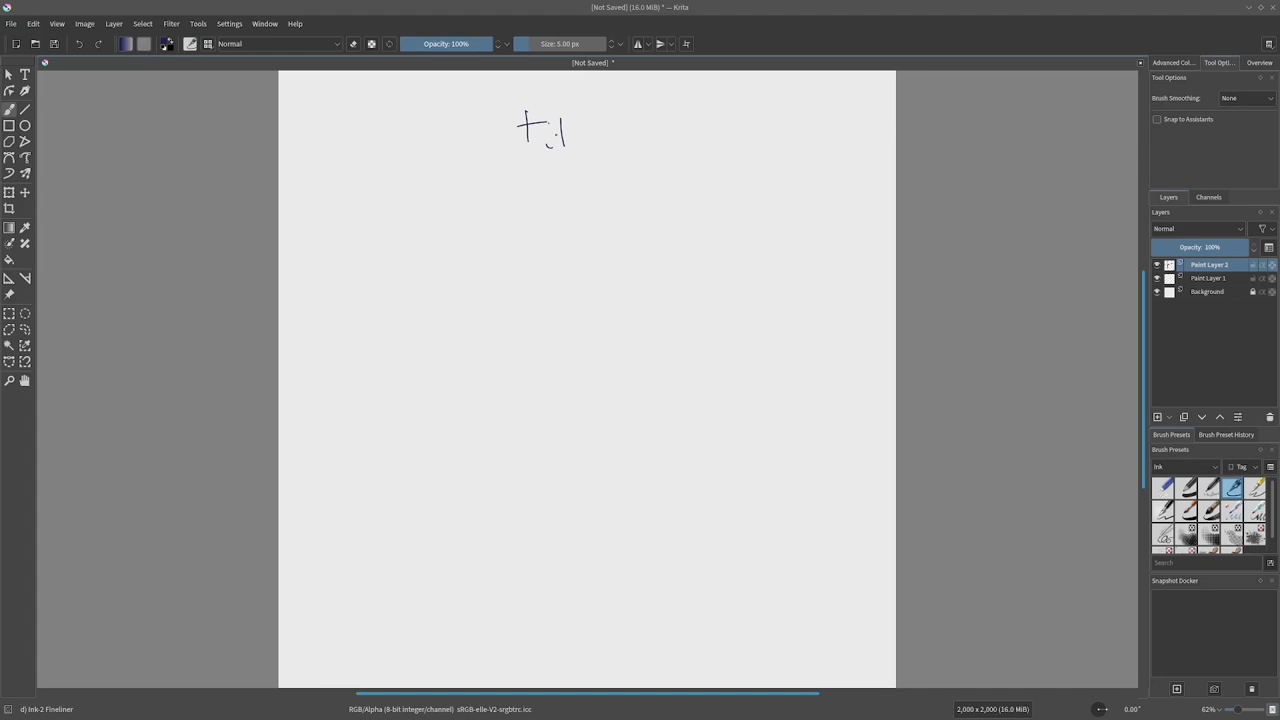 [Not Saved] (16.0 MiB) * — Krita
File Edit View Image Layer Select Filter Tools Settings Window Help
Normal Opacity: 100% Size: 5.00 px
[Not Saved] *
Advanced Col... Tool Opti... Overview
Tool Options
Brush Smoothing: None
Snap to Assistants
Layers Channels
Layers
Normal
Opacity: 100%
Paint Layer 2
Paint Layer 1
Background
Brush Presets Brush Preset History
Brush Presets
Ink Tag
Search
Snapshot Docker
d) Ink-2 Fineliner RGB/Alpha (8-bit integer/channel) sRGB-elle-V2-srgbtrc.icc 2,000 x 2,000 (16.0 MiB) 0.00° 62%